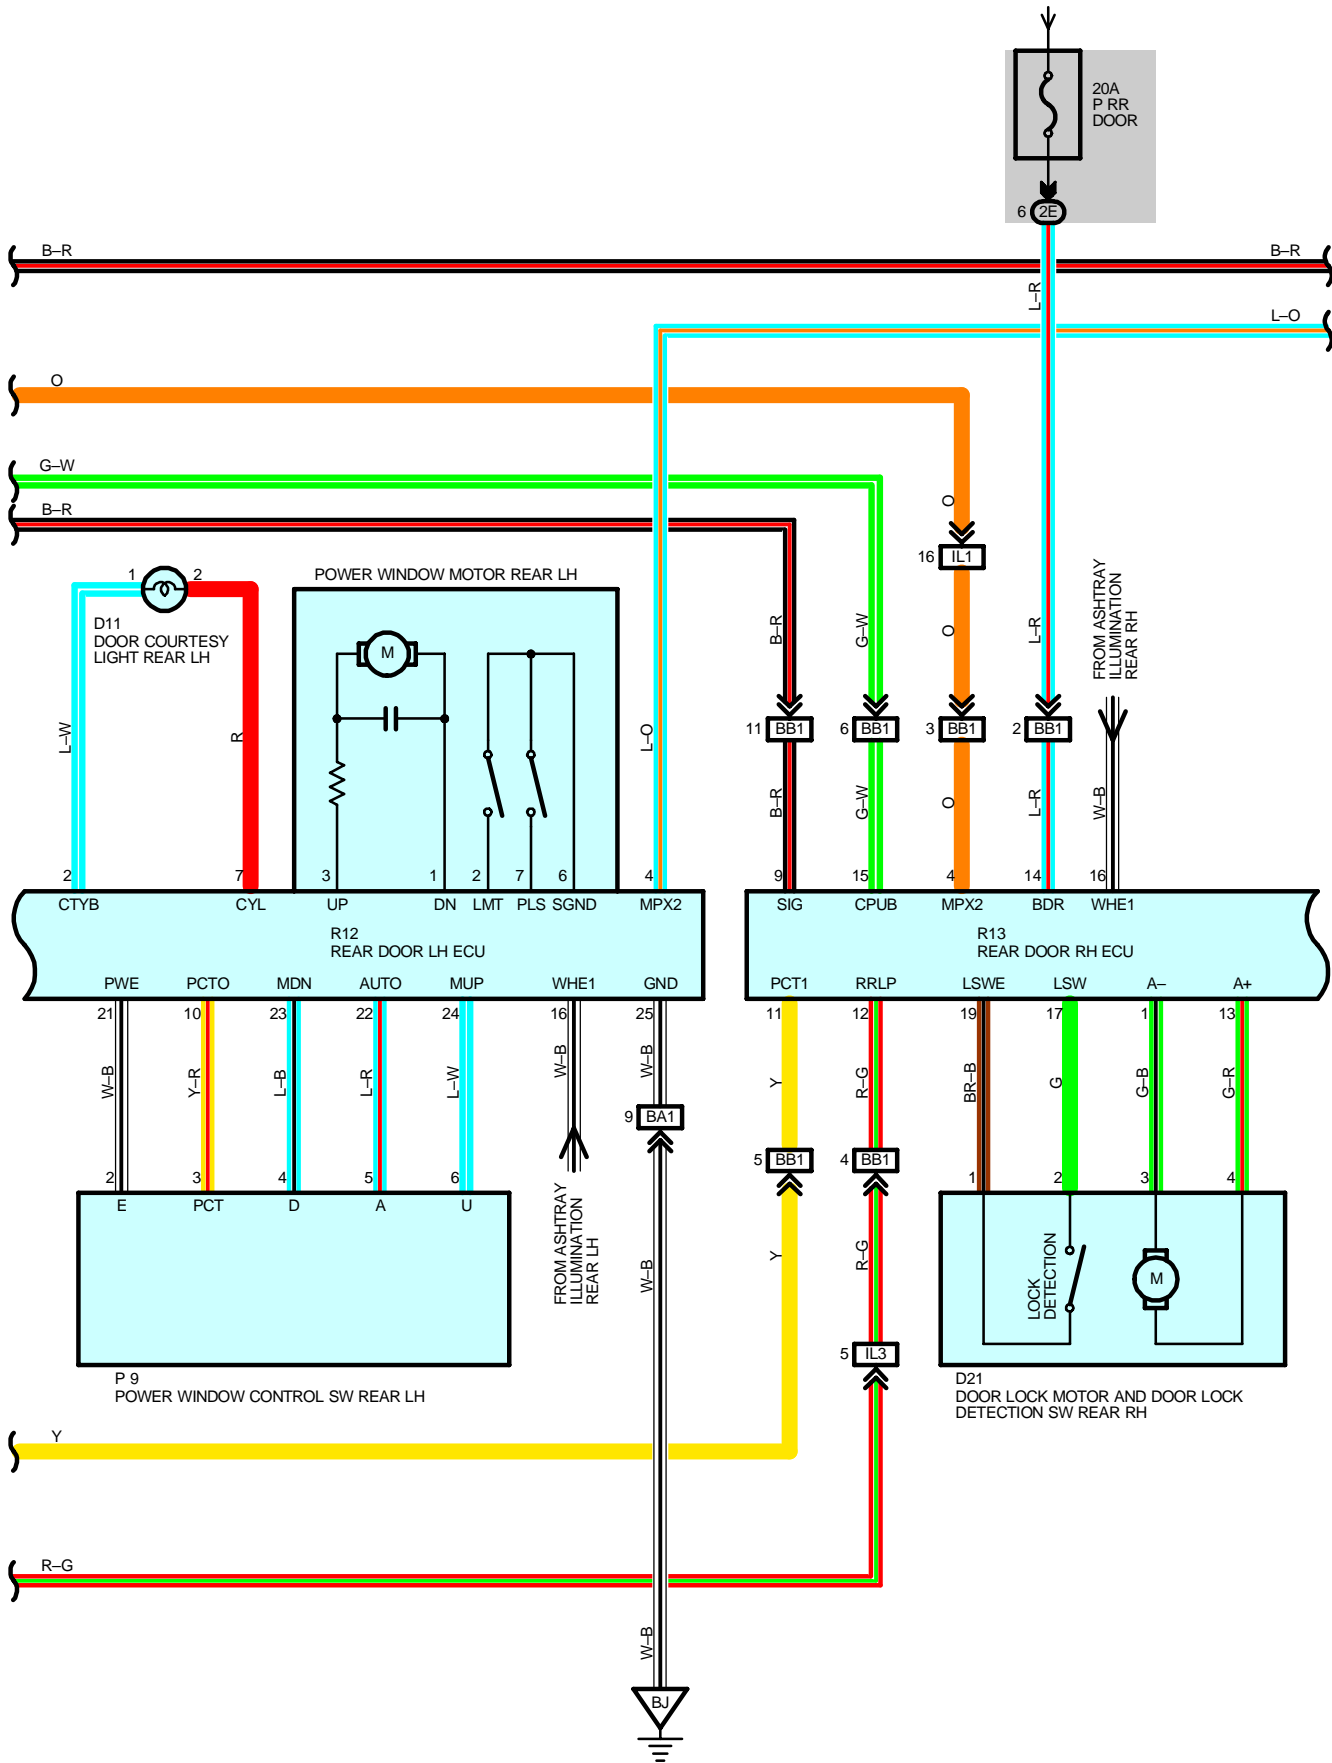 20A
P RR
DOOR
6 2E
B–R
B–R
L–R
L–O
O
G–W
B–R
O
16 IL1
1
2
D11
DOOR COURTESY
LIGHT REAR LH
POWER WINDOW MOTOR REAR LH
M
L–W
R
L–O
B–R
G–W
O
L–R
FROM ASHTRAY
ILLUMINATION
REAR RH
11 BB1
6 BB1
3 BB1
2 BB1
B–R
G–W
O
L–R
W–B
2
7
3
1
2
7
6
4
9
15
4
14
16
CTYB
CYL
UP
DN
LMT
PLS
SGND
MPX2
SIG
CPUB
MPX2
BDR
WHE1
R12
REAR DOOR LH ECU
R13
REAR DOOR RH ECU
PWE
PCTO
MDN
AUTO
MUP
WHE1
GND
PCT1
RRLP
LSWE
LSW
A–
A+
21
10
23
22
24
16
25
11
12
19
17
1
13
W–B
Y–R
L–B
L–R
L–W
W–B
W–B
Y
R–G
BR–B
G
G–B
G–R
9 BA1
5 BB1
4 BB1
2
3
4
5
6
1
2
3
4
E
PCT
D
A
U
FROM ASHTRAY
ILLUMINATION
REAR LH
W–B
Y
R–G
LOCK
DETECTION
M
5 IL3
P 9
POWER WINDOW CONTROL SW REAR LH
D21
DOOR LOCK MOTOR AND DOOR LOCK
DETECTION SW REAR RH
Y
R–G
W–B
BJ